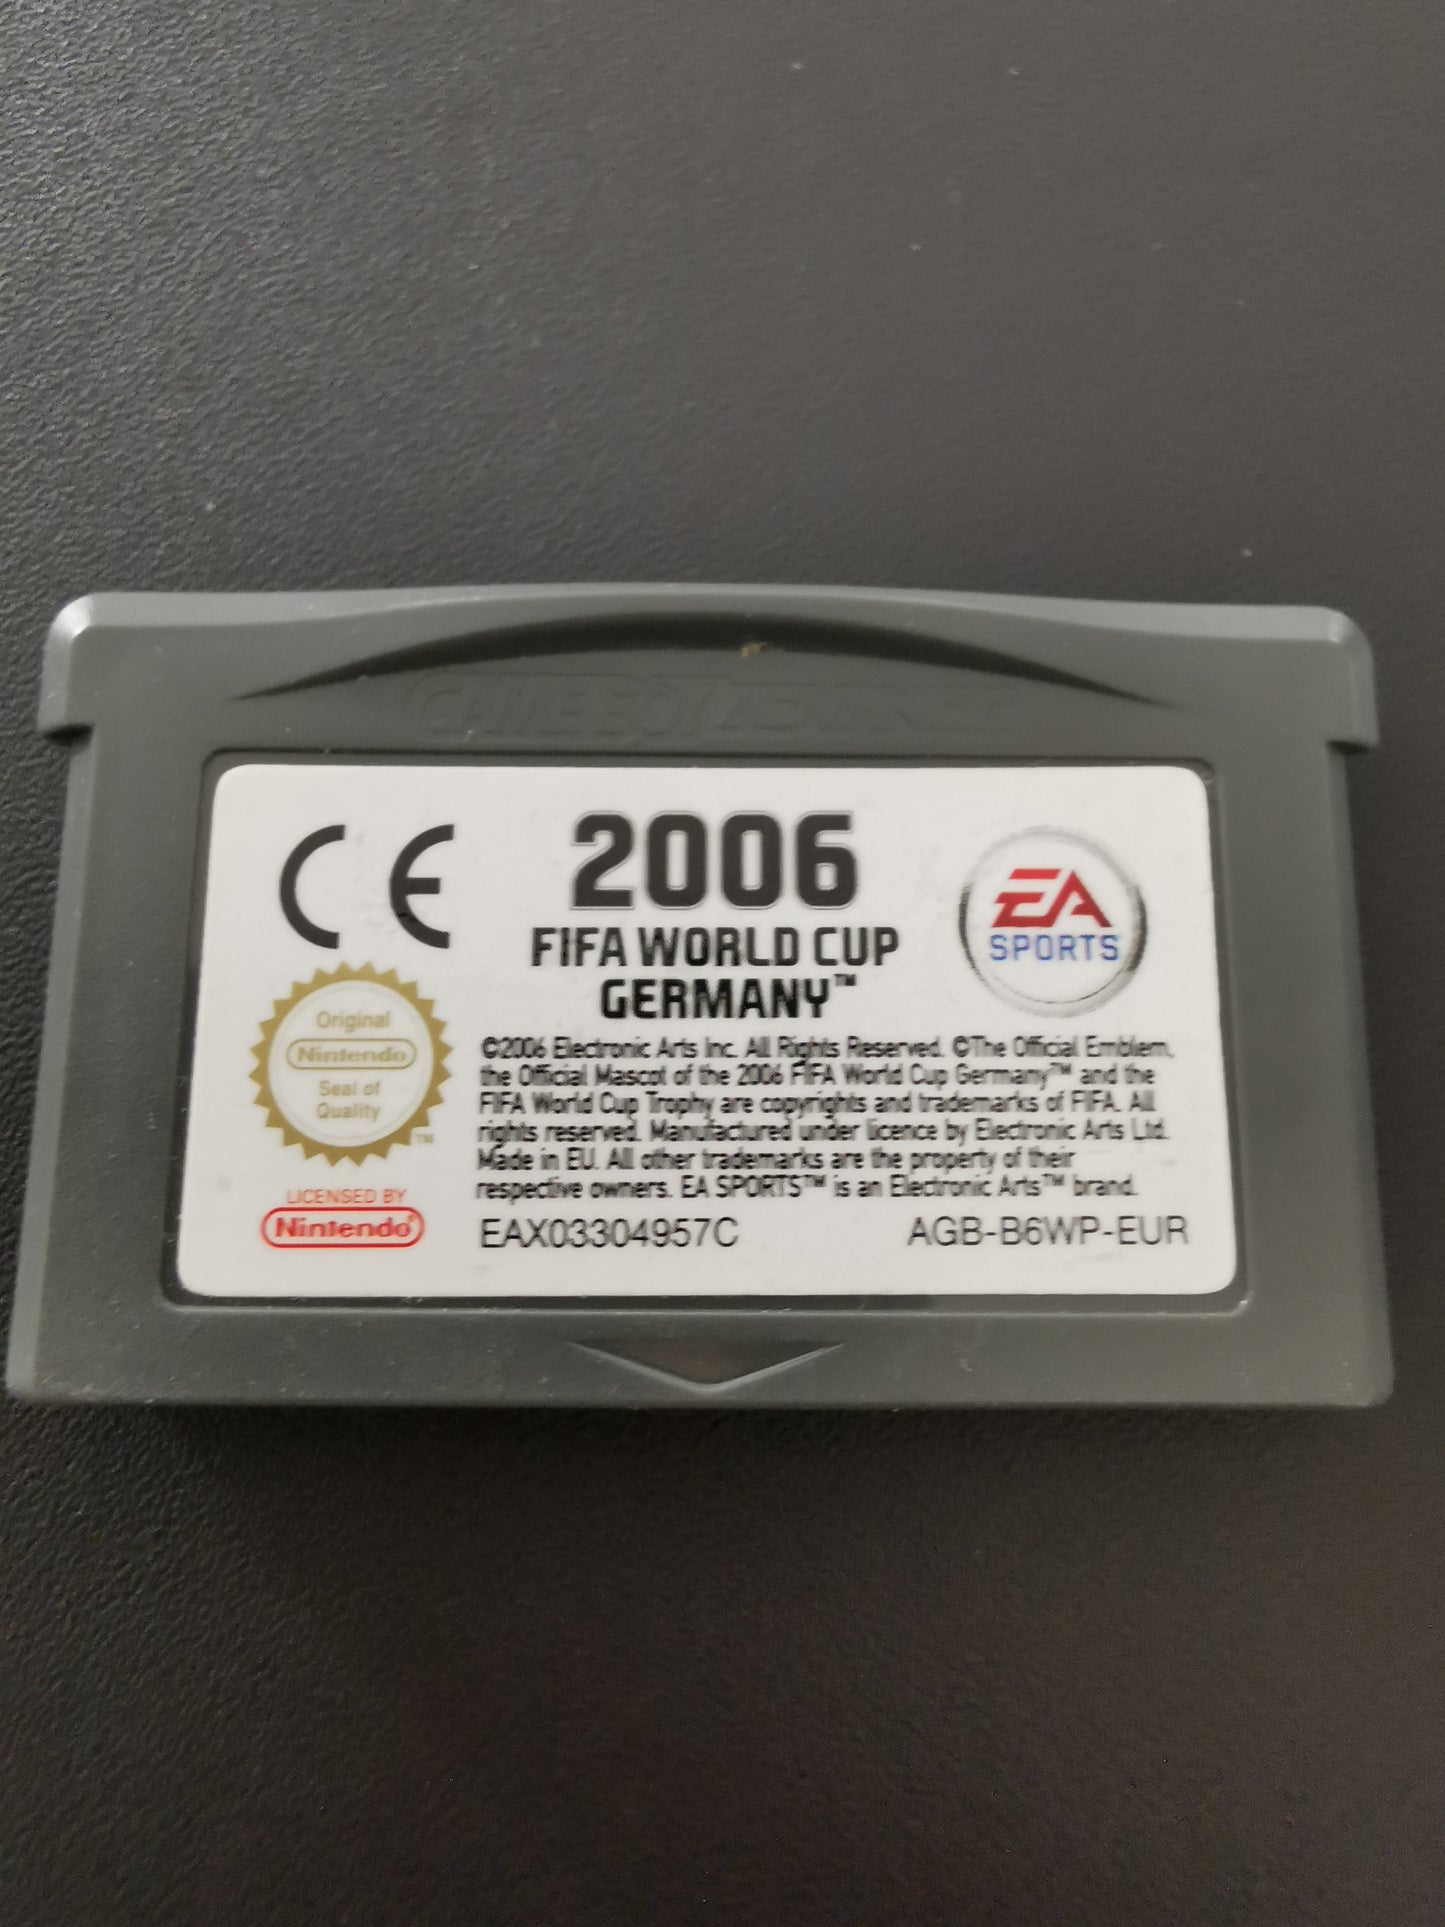 GAME BOY ADVANCE
CE
2006
FIFA WORLD CUP
GERMANY™
EA
SPORTS™
Original
Nintendo
Seal of
Quality
™
©2006 Electronic Arts Inc. All Rights Reserved. ©The Official Emblem,
the Official Mascot of the 2006 FIFA World Cup Germany™ and the
FIFA World Cup Trophy are copyrights and trademarks of FIFA. All
rights reserved. Manufactured under licence by Electronic Arts Ltd.
Made in EU. All other trademarks are the property of their
respective owners. EA SPORTS™ is an Electronic Arts™ brand.
LICENSED BY
Nintendo®
EAX03304957C AGB-B6WP-EUR